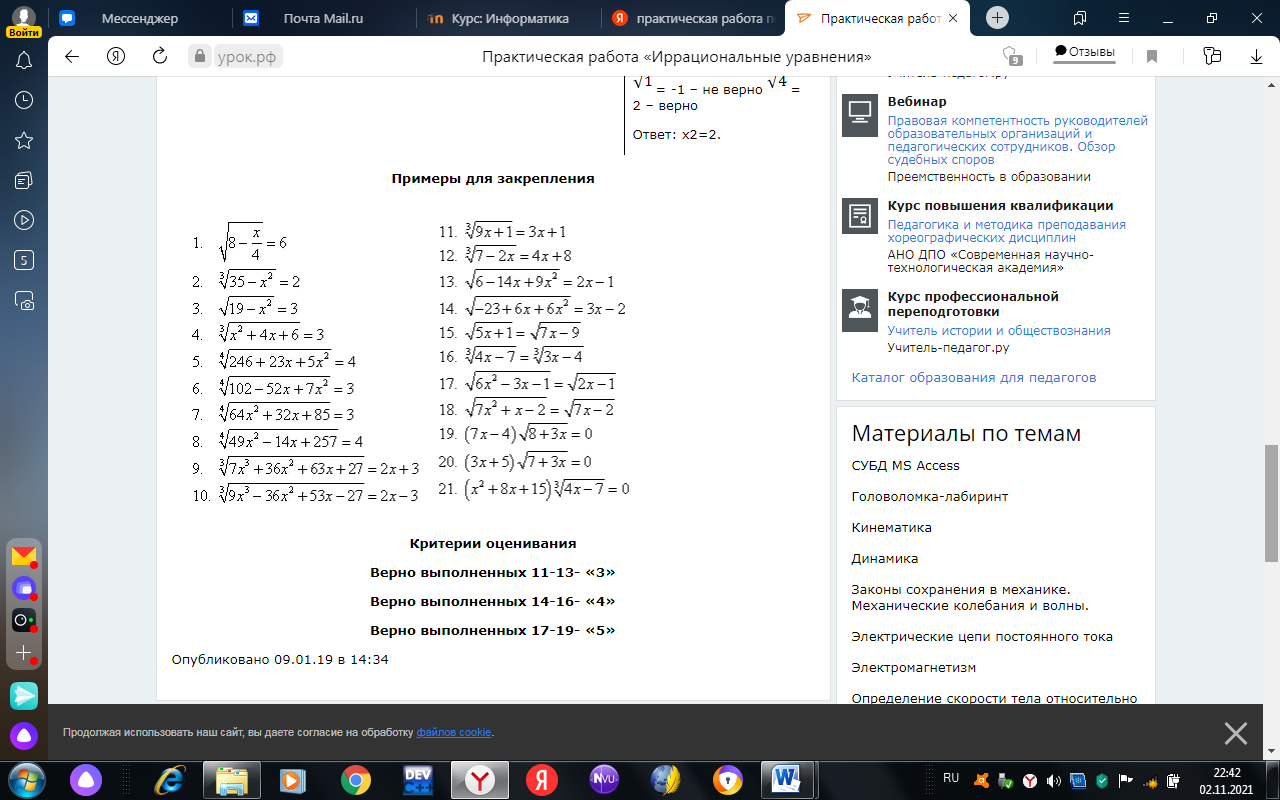 Войти
Мессенджер
Почта Mail.ru
Курс: Информатика
практическая работа п
Практическая работ
урок.рф
Практическая работа «Иррациональные уравнения»
9
Отзывы
5
√1 = -1 – не верно √4 =
2 – верно
Ответ: x2=2.
Примеры для закрепления
1. √(8 − x/4) = 6
2. ∛(35 − x²) = 2
3. √(19 − x²) = 3
4. ∛(x² + 4x + 6) = 3
5. ∜(246 + 23x + 5x²) = 4
6. ∜(102 − 52x + 7x²) = 3
7. ∜(64x² + 32x + 85) = 3
8. ∜(49x² − 14x + 257) = 4
9. ∛(7x³ + 36x² + 63x + 27) = 2x + 3
10. ∛(9x³ − 36x² + 53x − 27) = 2x − 3
11. ∛(9x + 1) = 3x + 1
12. ∛(7 − 2x) = 4x + 8
13. √(6 − 14x + 9x²) = 2x − 1
14. √(−23 + 6x + 6x²) = 3x − 2
15. √(5x + 1) = √(7x − 9)
16. ∛(4x − 7) = ∛(3x − 4)
17. √(6x² − 3x − 1) = √(2x − 1)
18. √(7x² + x − 2) = √(7x − 2)
19. (7x − 4)√(8 + 3x) = 0
20. (3x + 5)√(7 + 3x) = 0
21. (x² + 8x + 15)∛(4x − 7) = 0
Критерии оценивания
Верно выполненных 11-13- «3»
Верно выполненных 14-16- «4»
Верно выполненных 17-19- «5»
Опубликовано 09.01.19 в 14:34
Вебинар
Правовая компетентность руководителей
образовательных организаций и
педагогических сотрудников. Обзор
судебных споров
Преемственность в образовании
Курс повышения квалификации
Педагогика и методика преподавания
хореографических дисциплин
АНО ДПО «Современная научно-
технологическая академия»
Курс профессиональной
переподготовки
Учитель истории и обществознания
Учитель-педагог.ру
Каталог образования для педагогов
Материалы по темам
СУБД MS Access
Головоломка-лабиринт
Кинематика
Динамика
Законы сохранения в механике.
Механические колебания и волны.
Электрические цепи постоянного тока
Электромагнетизм
Определение скорости тела относительно
Продолжая использовать наш сайт, вы даете согласие на обработку файлов cookie.
DEV
C++
NVU
RU
22:42
02.11.2021